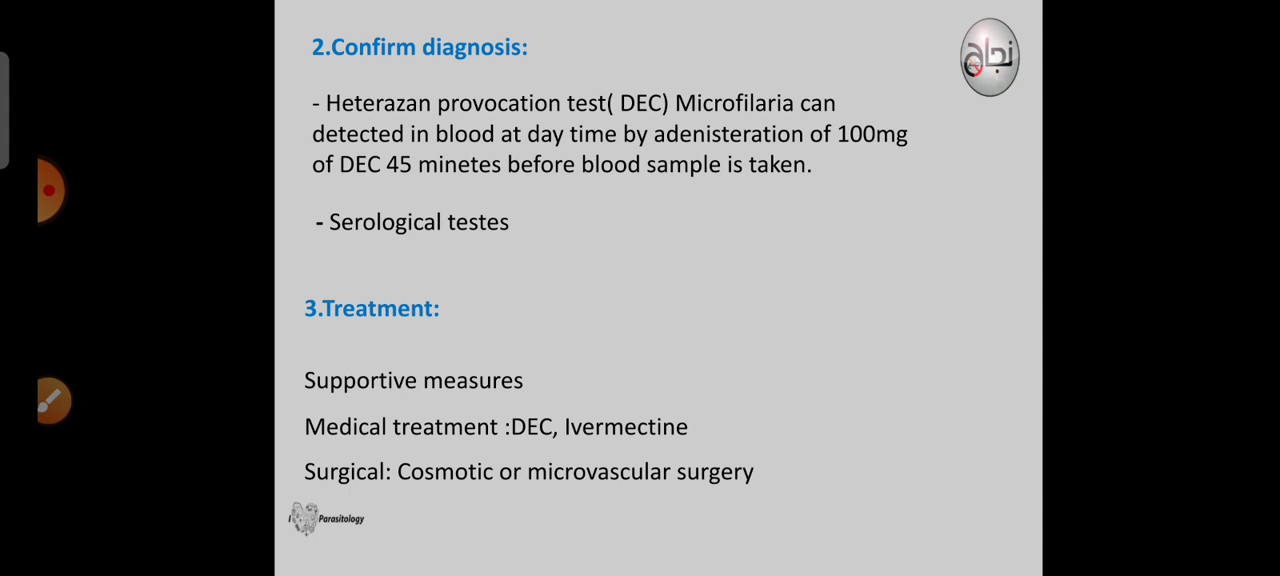 2.Confirm diagnosis:
نجاح
- Heterazan provocation test( DEC) Microfilaria can
detected in blood at day time by adenisteration of 100mg
of DEC 45 minetes before blood sample is taken.
- Serological testes
3.Treatment:
Supportive measures
Medical treatment :DEC, Ivermectine
Surgical: Cosmotic or microvascular surgery
I Parasitology